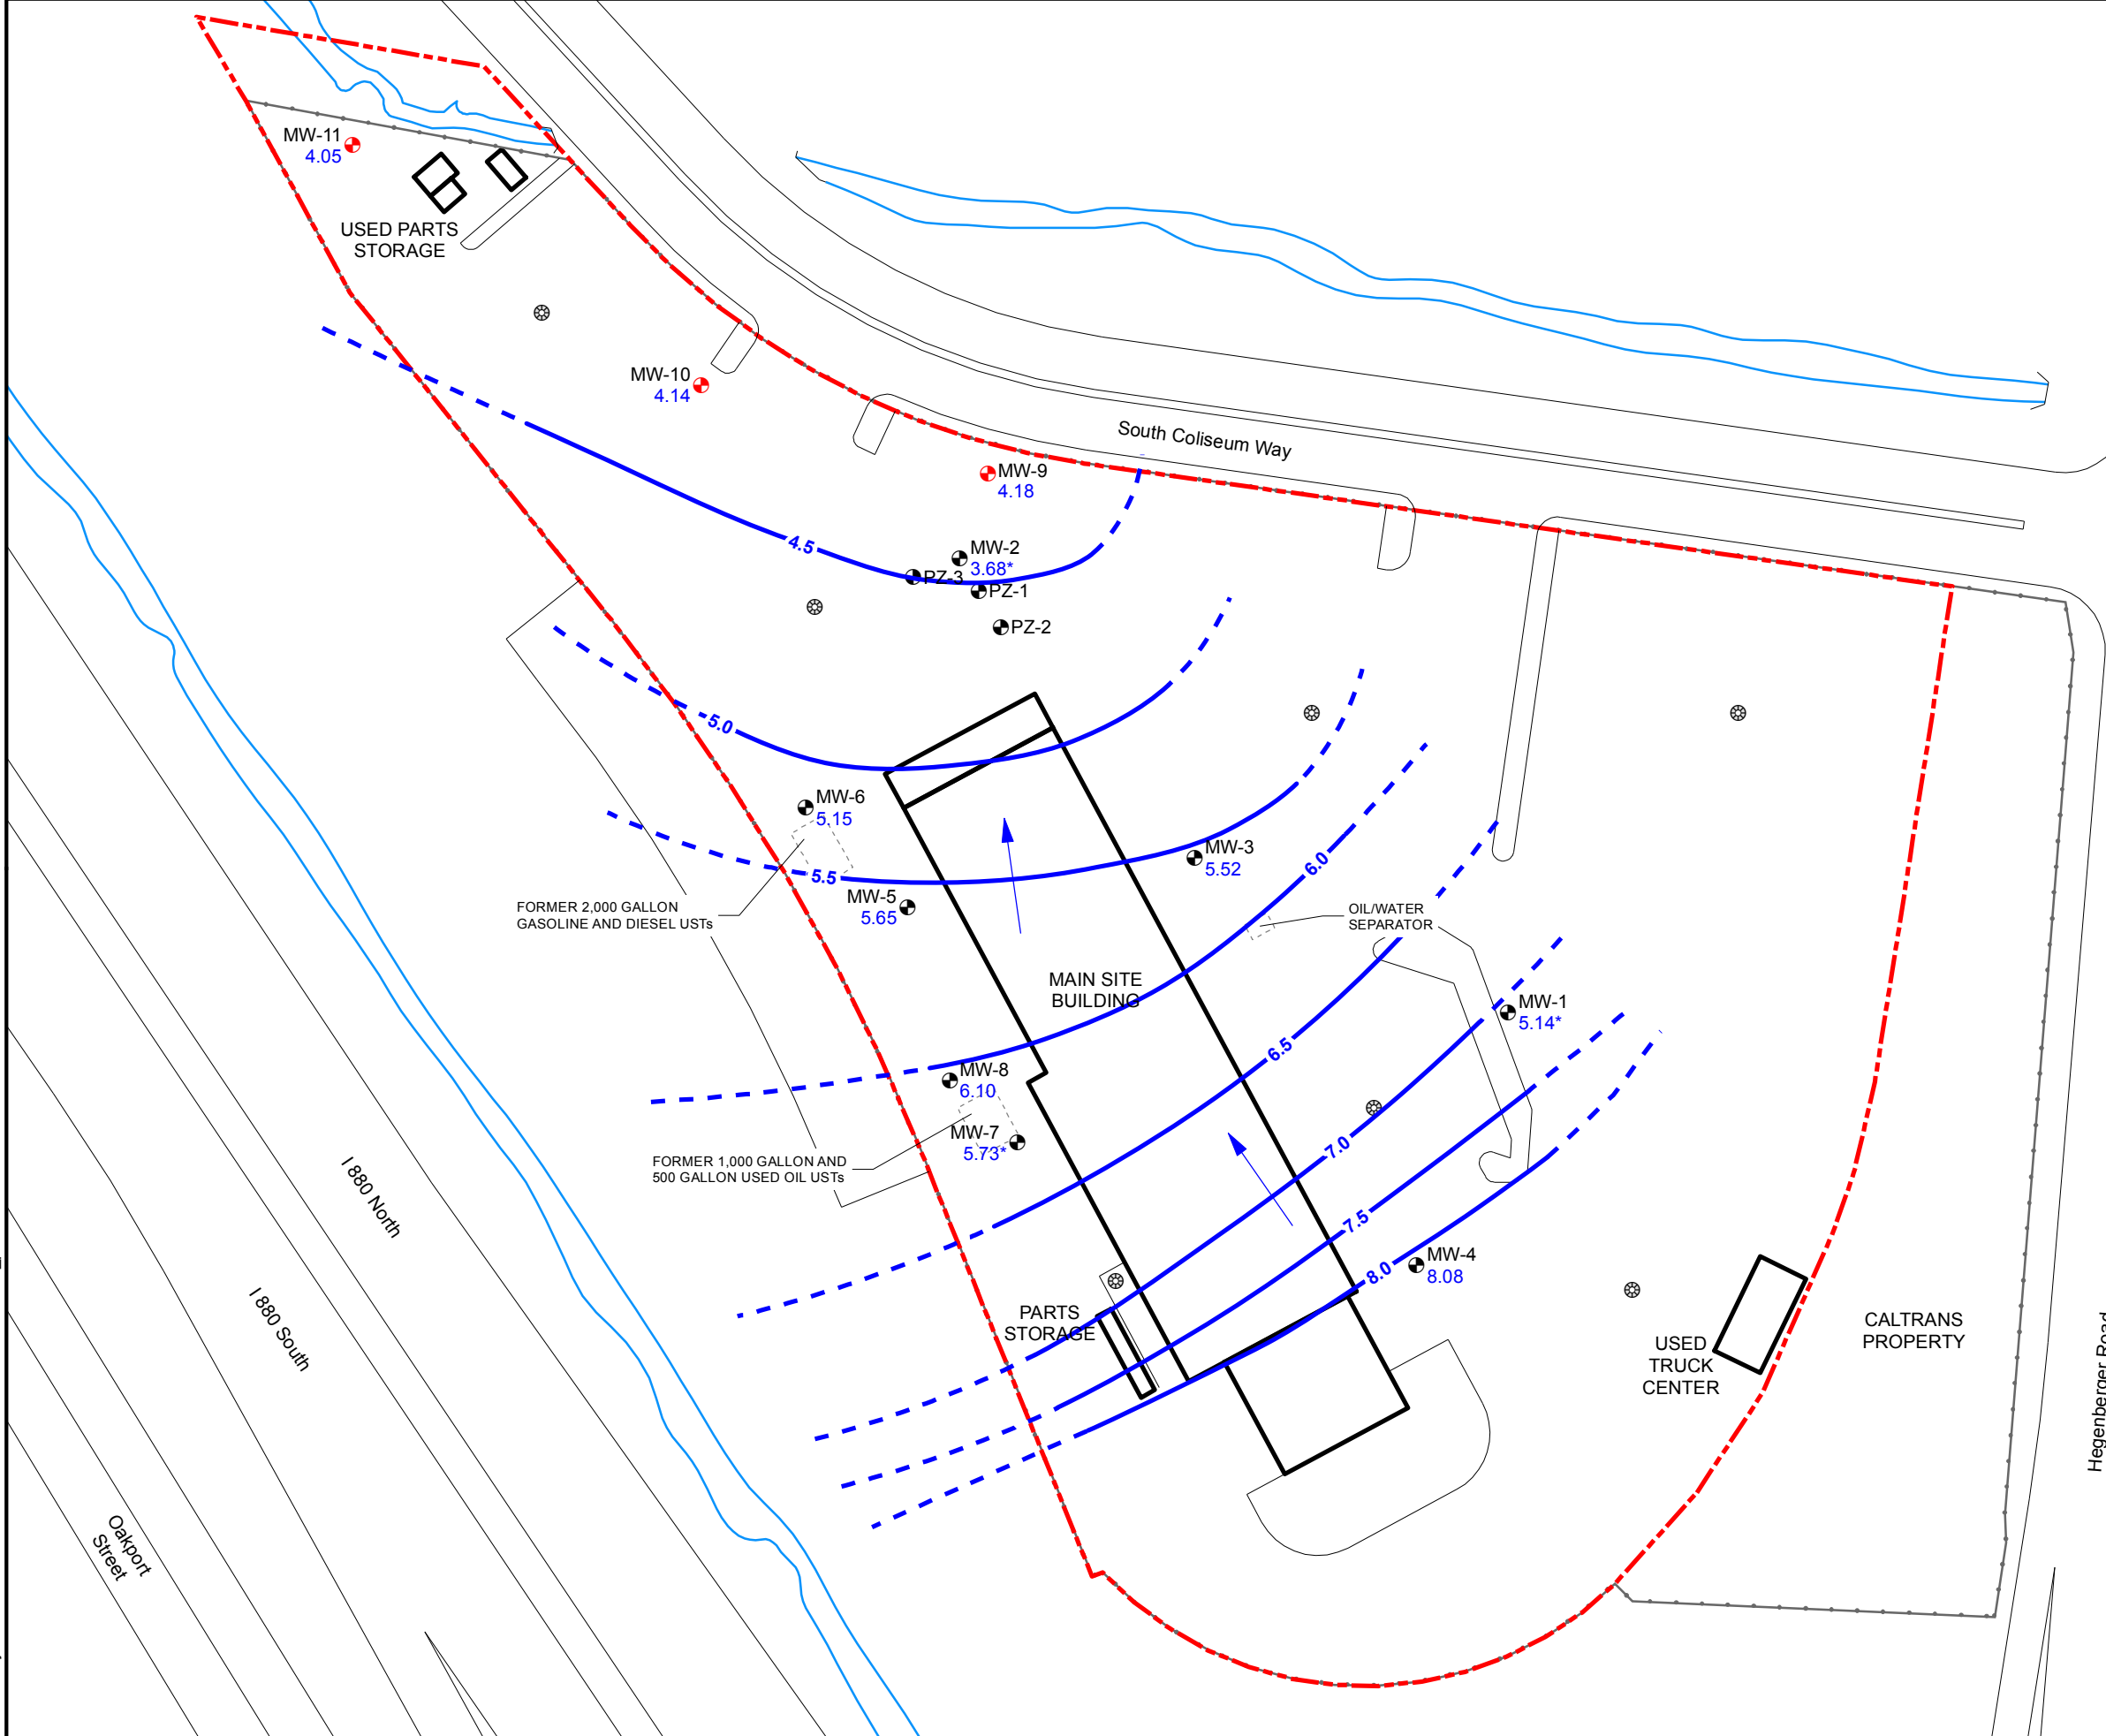 MW-11
4.05
USED PARTS
STORAGE
MW-10
4.14
South Coliseum Way
MW-9
4.18
4.5
MW-2
3.68*
PZ-3
PZ-1
PZ-2
5.0
MW-6
5.15
MW-3
5.52
6.0
5.5
MW-5
5.65
FORMER 2,000 GALLON
GASOLINE AND DIESEL USTs
OIL/WATER
SEPARATOR
MAIN SITE
BUILDING
MW-1
5.14*
6.5
MW-8
6.10
MW-7
5.73*
7.0
FORMER 1,000 GALLON AND
500 GALLON USED OIL USTs
I 880 North
7.5
MW-4
8.08
8.0
I 880 South
PARTS
STORAGE
USED
TRUCK
CENTER
CALTRANS
PROPERTY
Hegenberger Road
Oakport
Street